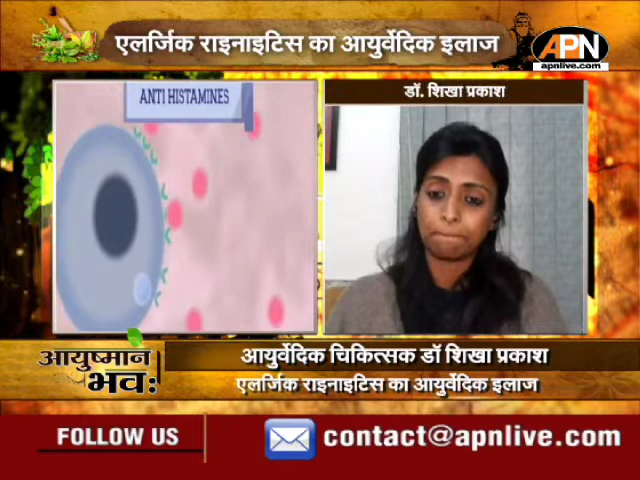 एलर्जिक राइनाइटिस का आयुर्वेदिक इलाज
APN
apnlive.com
ANTI HISTAMINES
डॉ. शिखा प्रकाश
आयुष्मान
भव:
आयुर्वेदिक चिकित्सक डॉ शिखा प्रकाश
एलर्जिक राइनाइटिस का आयुर्वेदिक इलाज
FOLLOW US
contact@apnlive.com